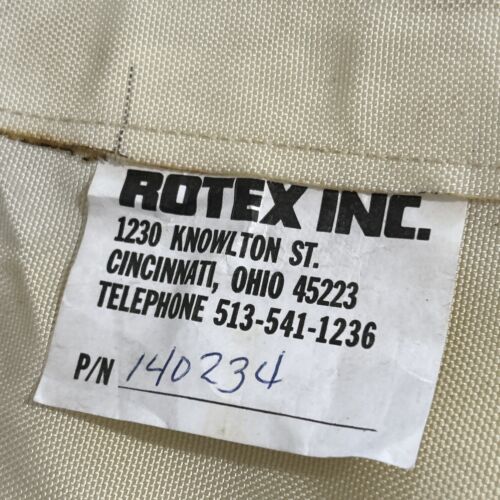 ROTEX INC.
1230 KNOWLTON ST.
CINCINNATI, OHIO 45223
TELEPHONE 513-541-1236
P/N 140234